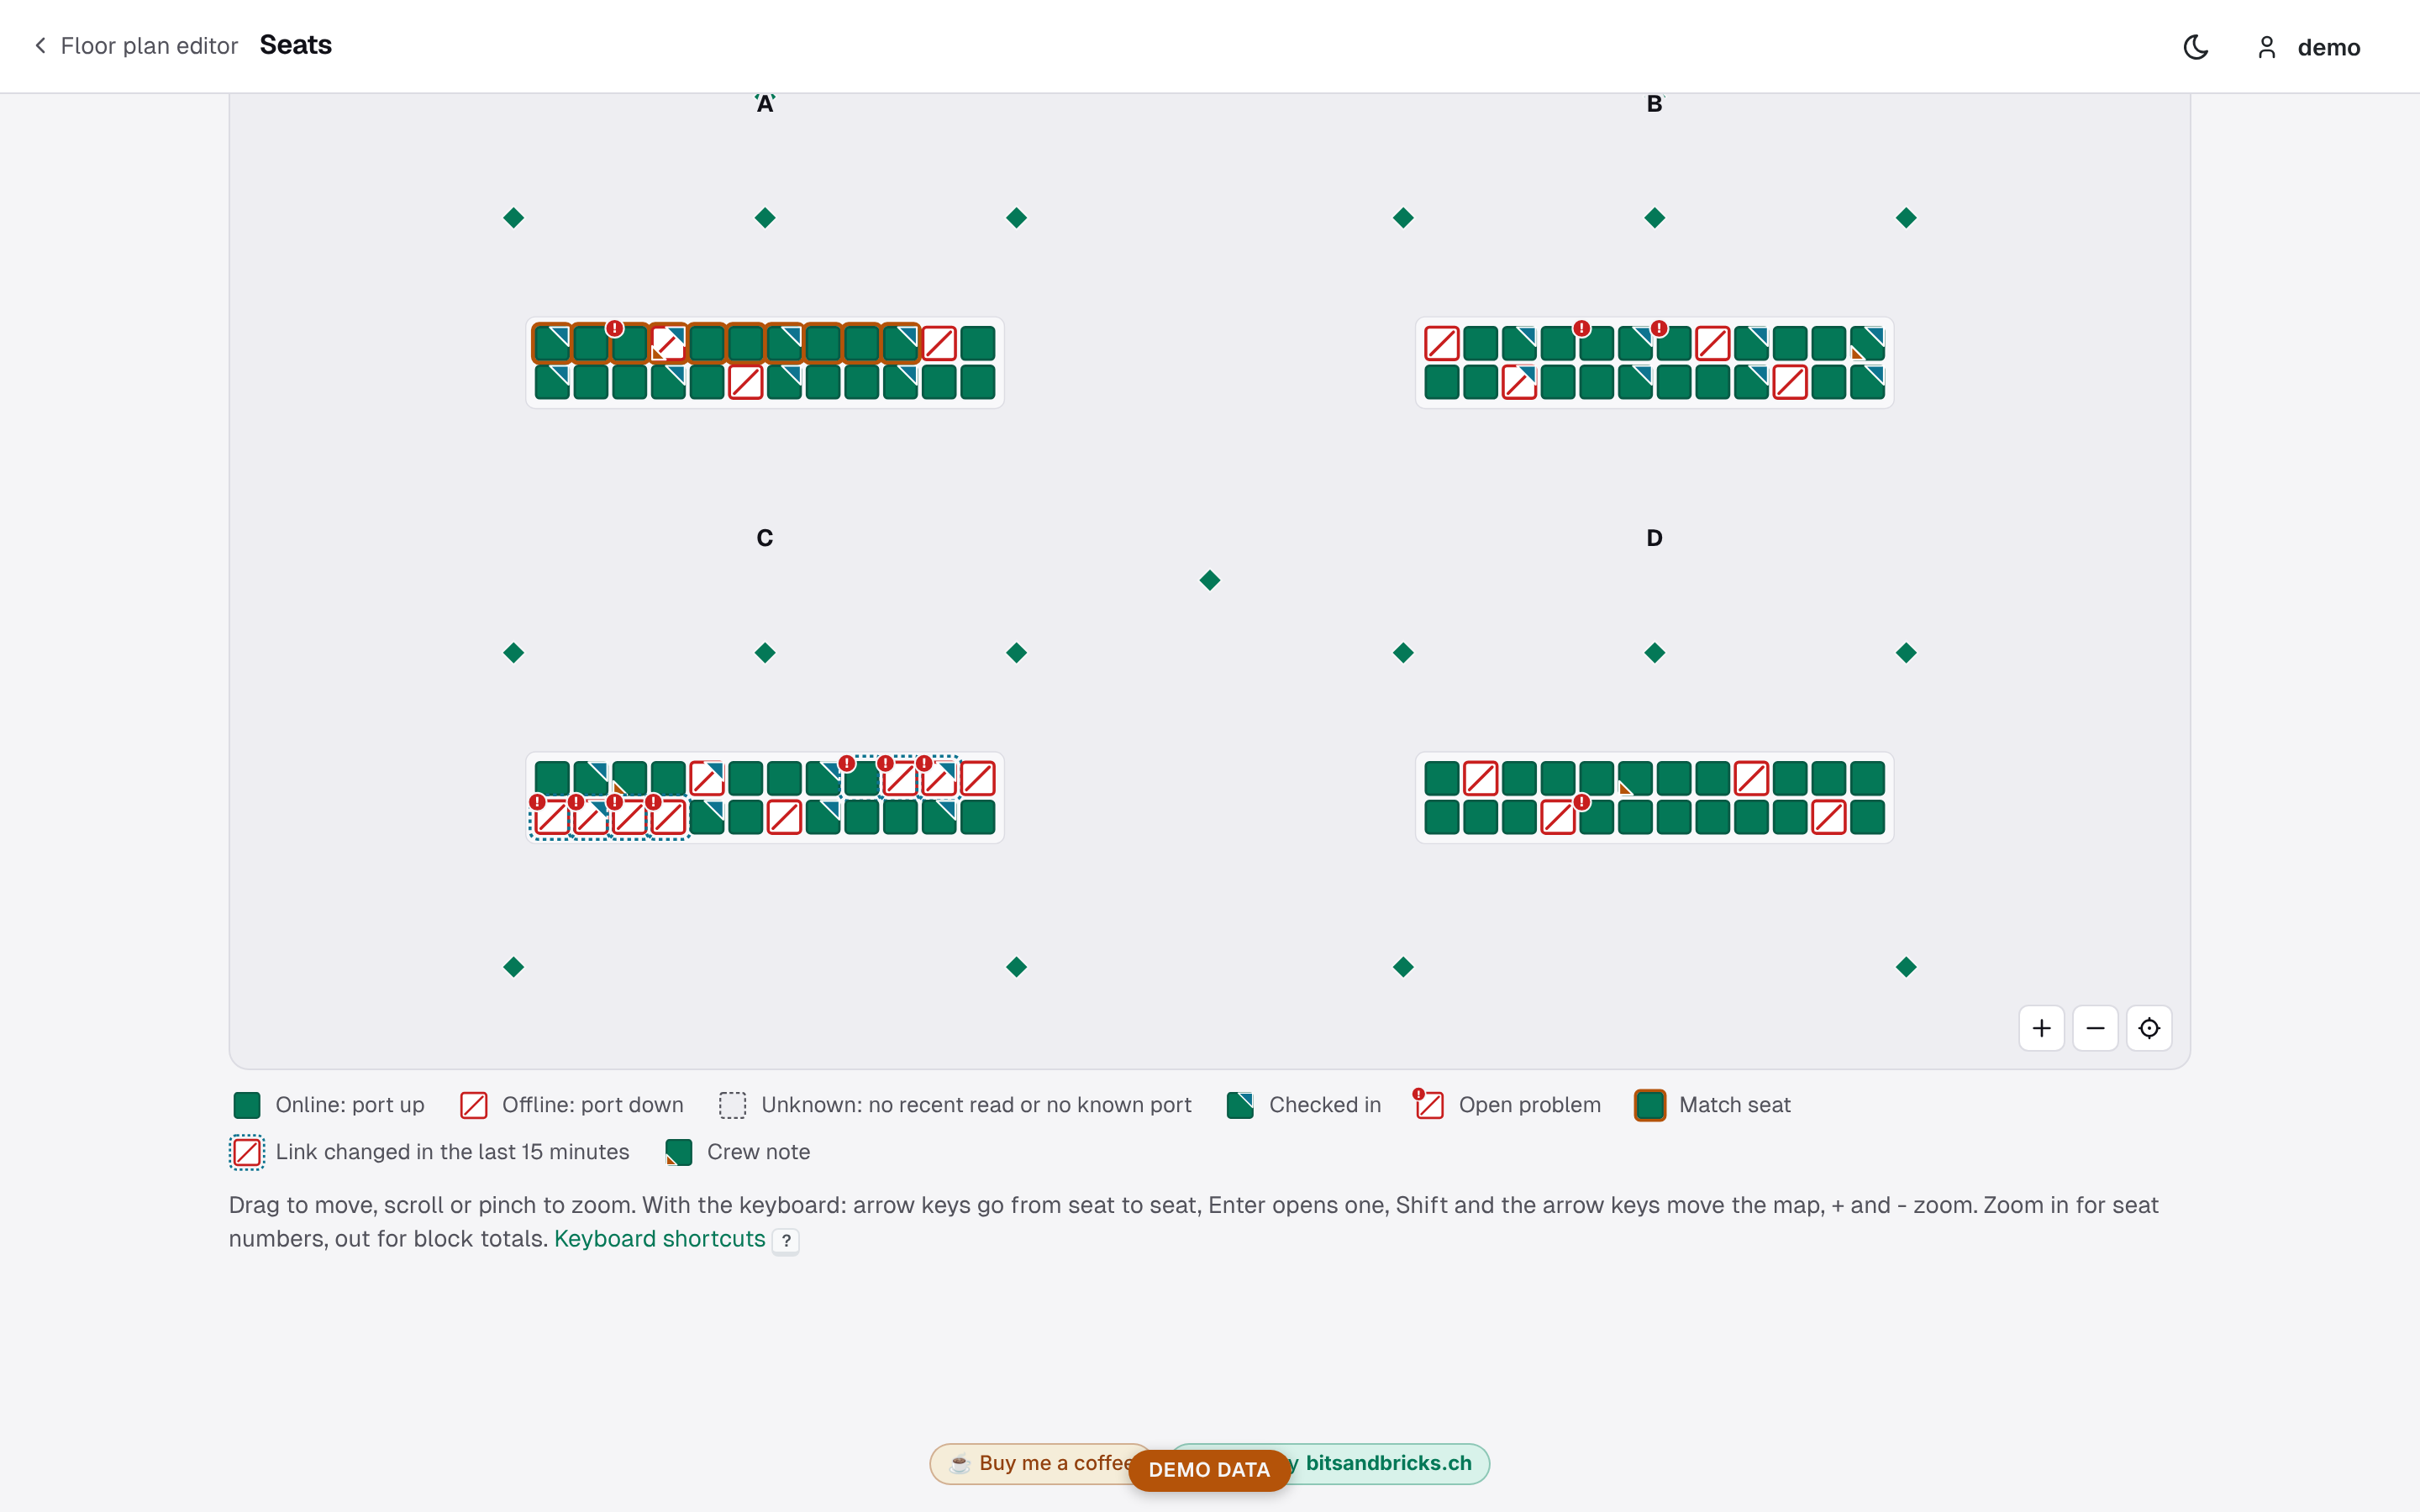 Floor plan editor Seats demo
A B
C D
Online: port up Offline: port down Unknown: no recent read or no known port Checked in Open problem Match seat
Link changed in the last 15 minutes Crew note
Drag to move, scroll or pinch to zoom. With the keyboard: arrow keys go from seat to seat, Enter opens one, Shift and the arrow keys move the map, + and - zoom. Zoom in for seat
numbers, out for block totals. Keyboard shortcuts ?
☕ Buy me a coffee DEMO DATA bitsandbricks.ch